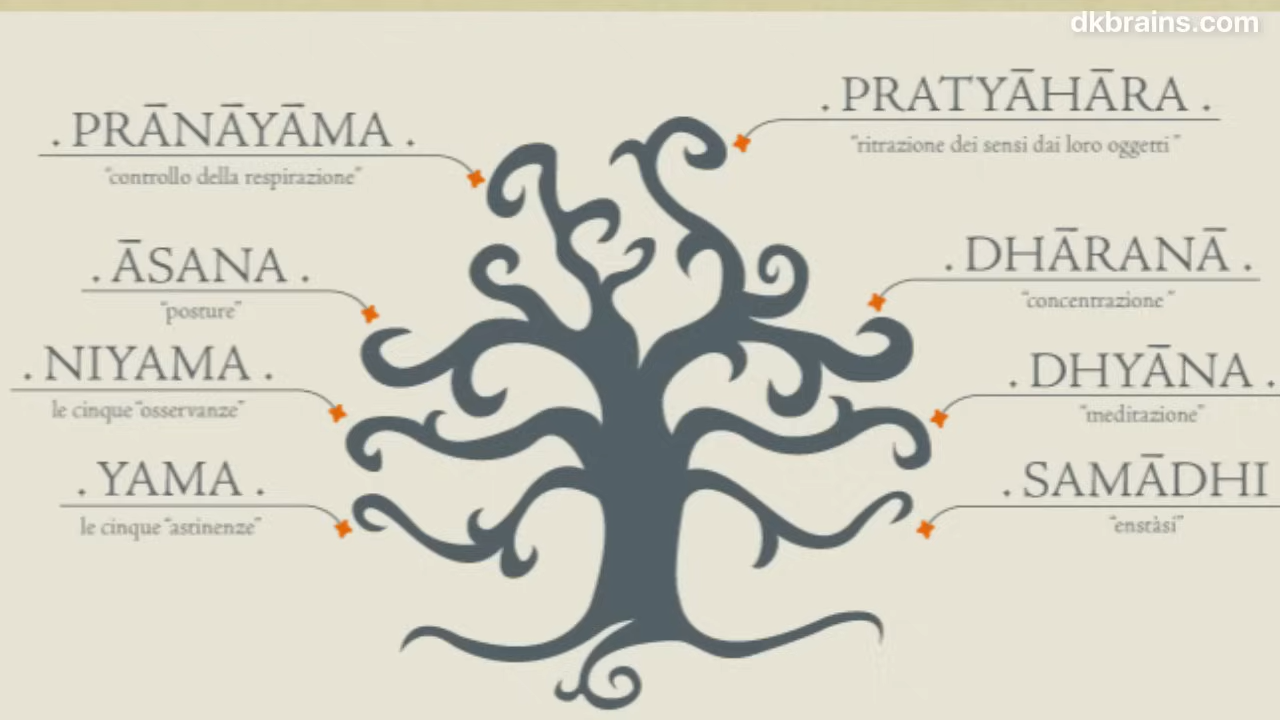 dkbrains.com
. PRĀNĀYĀMA .
"controllo della respirazione"
. ĀSANA .
"posture"
. NIYAMA .
le cinque "osservanze"
. YAMA .
le cinque "astinenze"
. PRATYĀHĀRA .
"ritrazione dei sensi dai loro oggetti"
. DHĀRANĀ .
"concentrazione"
. DHYĀNA .
"meditazione"
. SAMĀDHI
"enstàsi"